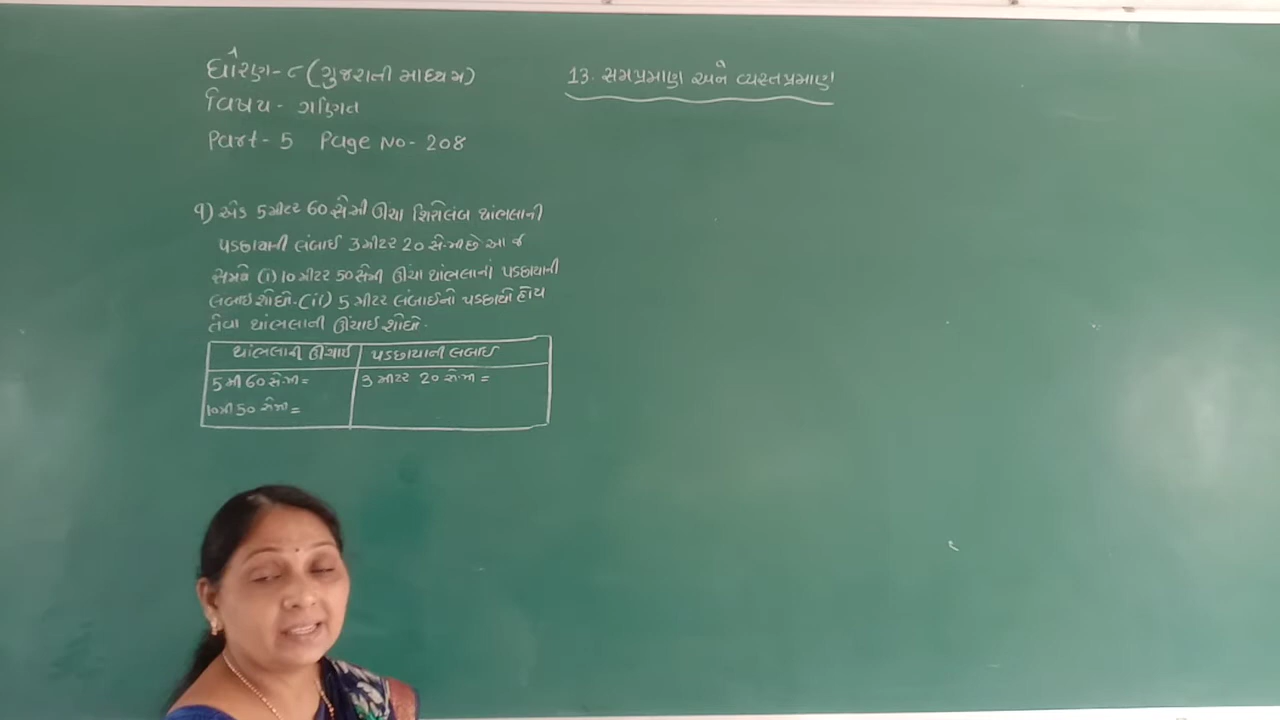 ધોરણ-૮(ગુજરાતી માધ્યમ)
વિષય- ગણિત
Part- 5 Page No- 208
13. સમપ્રમાણ અને વ્યસ્તપ્રમાણ
૧) એક 5 મીટર 60 સેમી ઊંચા શિરોલંબ થાંભલાની
પડછાયાની લંબાઈ 3 મીટર 20 સે.મી છે આ જ
સમયે (i) 10 મીટર 50 સેમી ઊંચા થાંભલાનાં પડછાયાની
લંબાઇ શોધો. (ii) 5 મીટર લંબાઈનો પડછાયો હોય
તેવા થાંભલાની ઊંચાઈ શોધો.
થાંભલાની ઊંચાઈ પડછાયાની લંબાઈ
5 મી 60 સે.મી = 3 મીટર 20 સે.મી =
10મી 50 સેમી =